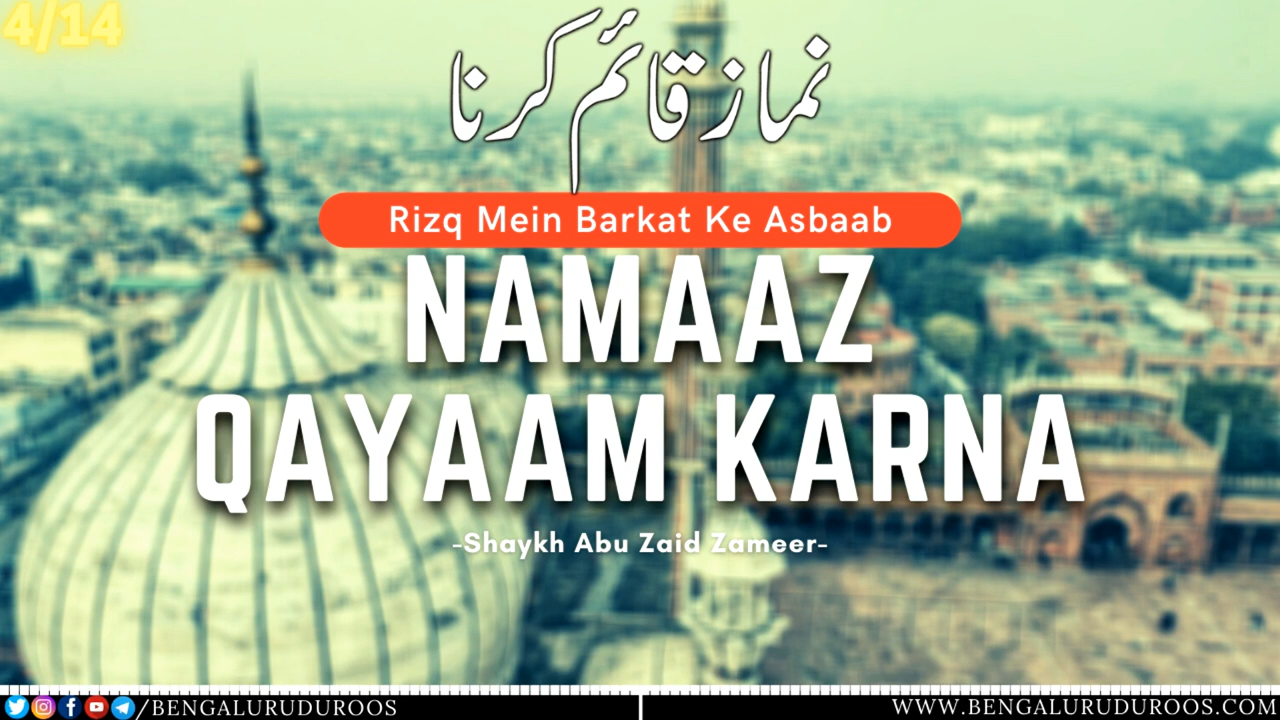 4/14
نماز قائم کرنا
Rizq Mein Barkat Ke Asbaab
NAMAAZ
QAYAAM KARNA
-Shaykh Abu Zaid Zameer-
/BENGALURUDUROOS
WWW.BENGALURUDUROOS.COM